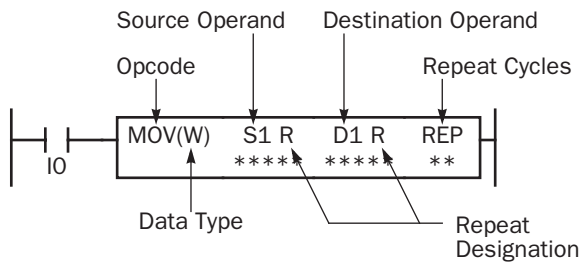 Source Operand Destination Operand
Opcode Repeat Cycles
MOV(W) S1 R D1 R REP
I0 ***** ***** **
Data Type Repeat
Designation